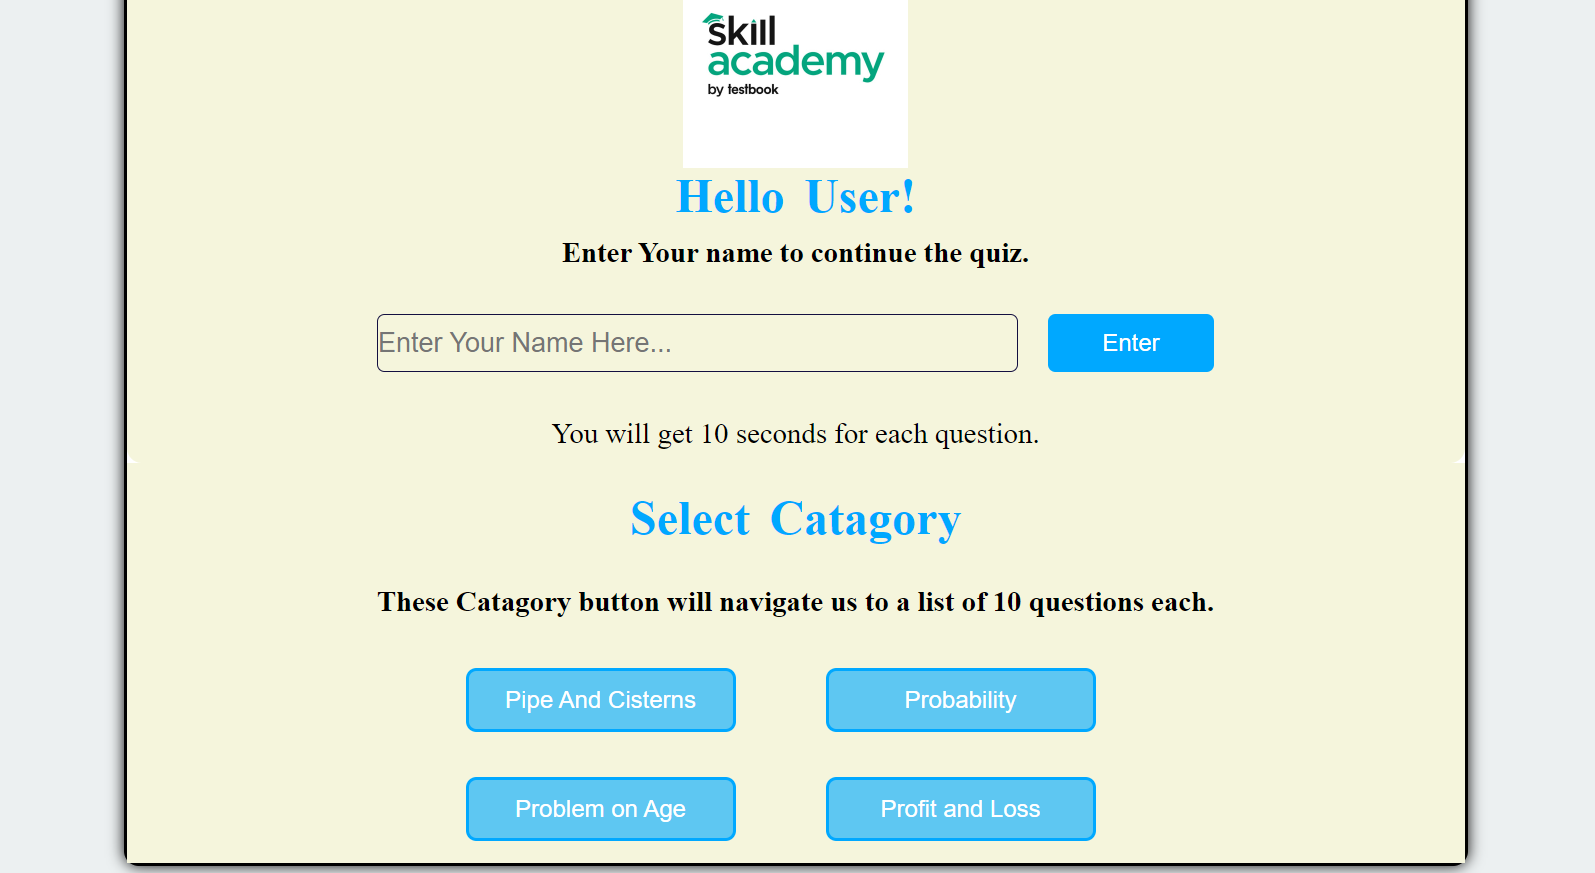 skill
academy
by testbook
Hello User!
Enter Your name to continue the quiz.
Enter Your Name Here...
Enter
You will get 10 seconds for each question.
Select Catagory
These Catagory button will navigate us to a list of 10 questions each.
Pipe And Cisterns
Probability
Problem on Age
Profit and Loss